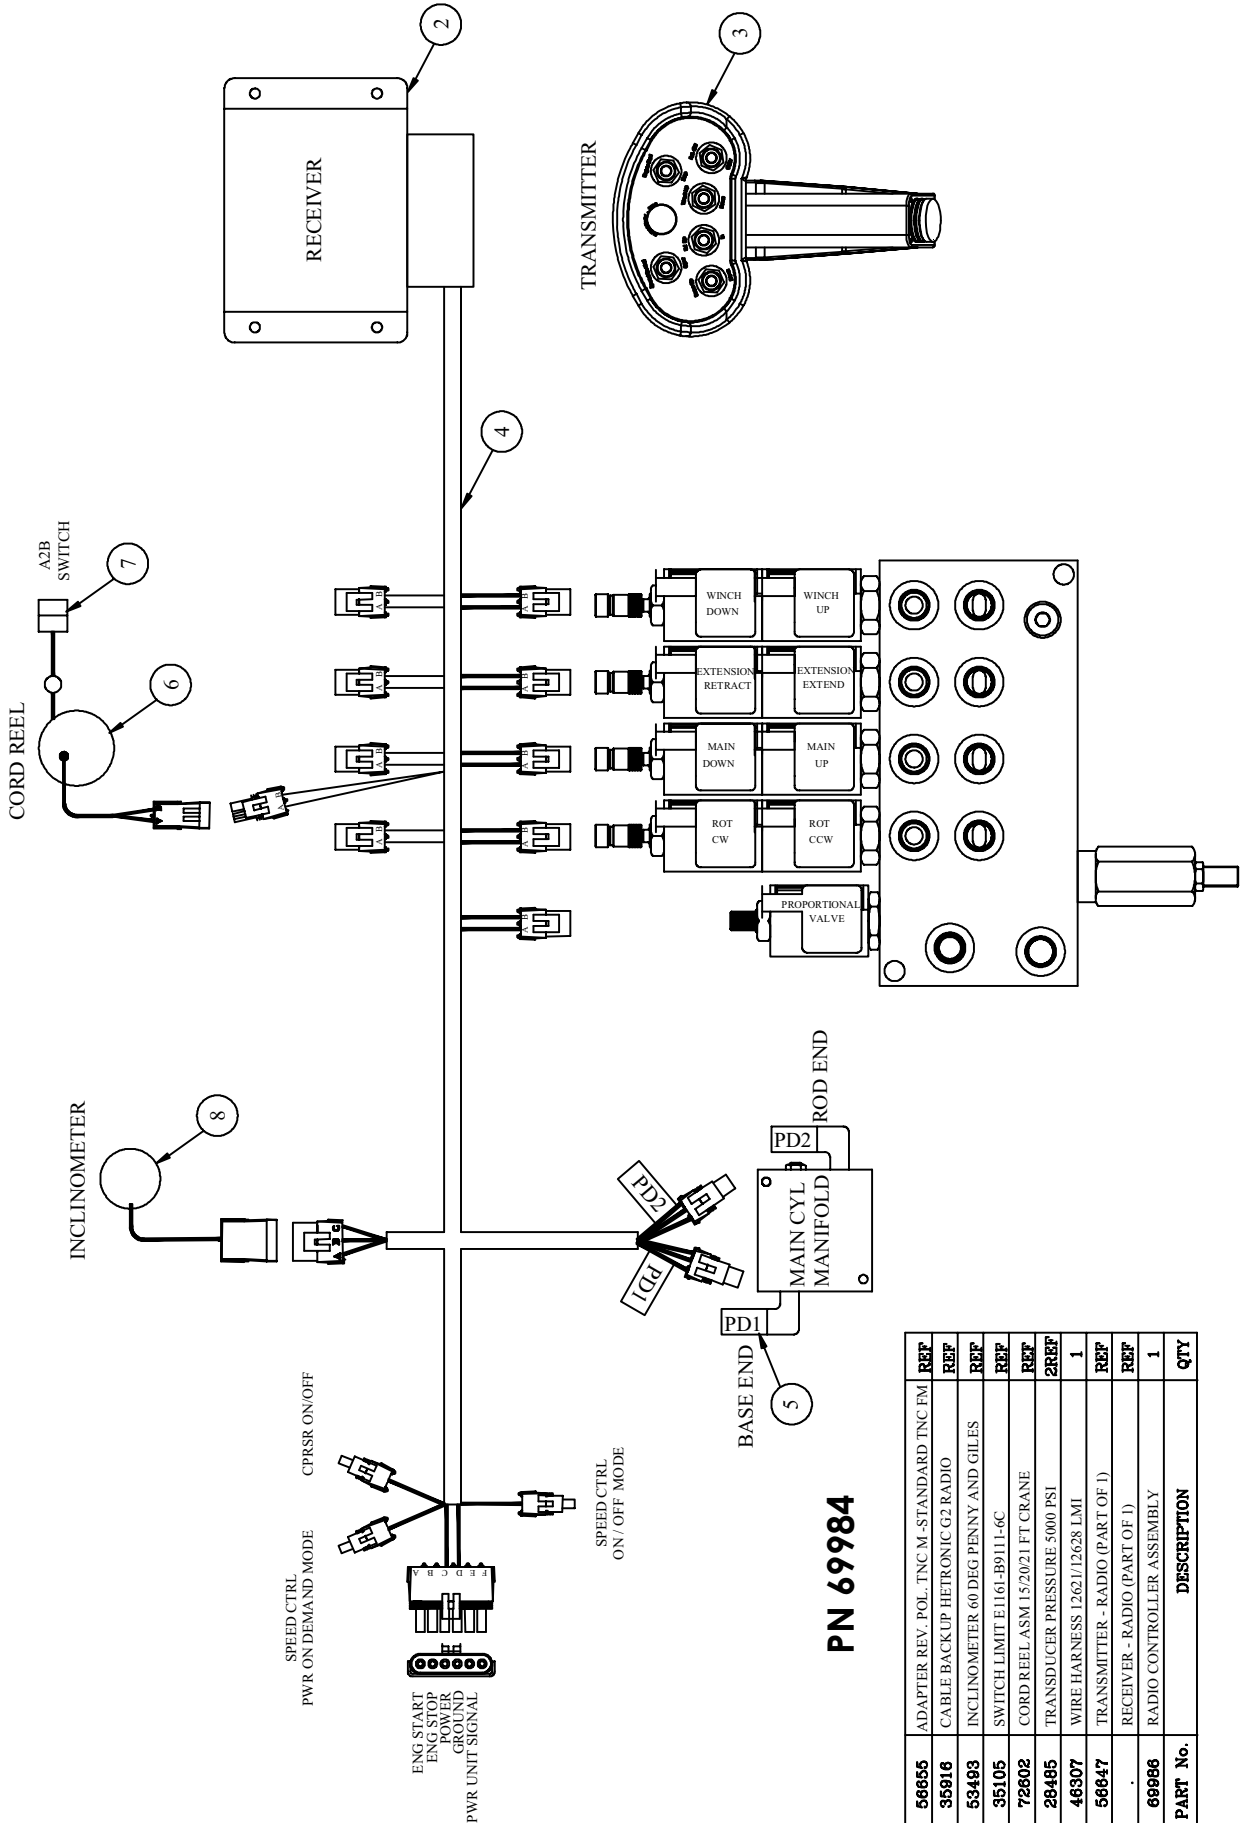 2
RECEIVER
3
TRANSMITTER
4
A2B
SWITCH
7
6
CORD REEL
A B
A B
A B
A B
A B
A B
A B
A B
A B
A B
WINCH
DOWN
WINCH
UP
EXTENSION
RETRACT
EXTENSION
EXTEND
MAIN
DOWN
MAIN
UP
ROT
CW
ROT
CCW
PROPORTIONAL
VALVE
INCLINOMETER
8
A B C
PD2
PD1
PD2
ROD END
MAIN CYL
MANIFOLD
PD1
BASE END
5
CPRSR ON/OFF
SPEED CTRL
PWR ON DEMAND MODE
SPEED CTRL
ON / OFF MODE
A B C D E F
ENG START
ENG STOP
POWER
GROUND
PWR UNIT SIGNAL
PN 69984
56655 ADAPTER REV. POL. TNC M -STANDARD TNC FM REF
35916 CABLE BACKUP HETRONIC G2 RADIO REF
53493 INCLINOMETER 60 DEG PENNY AND GILES REF
35105 SWITCH LIMIT E1161-B9111-6C REF
72602 CORD REEL ASM 15/20/21 FT CRANE REF
28485 TRANSDUCER PRESSURE 5000 PSI 2REF
46307 WIRE HARNESS 12621/12628 LMI 1
56647 TRANSMITTER - RADIO (PART OF 1) REF
. RECEIVER - RADIO (PART OF 1) REF
69986 RADIO CONTROLLER ASSEMBLY 1
PART No. DESCRIPTION QTY